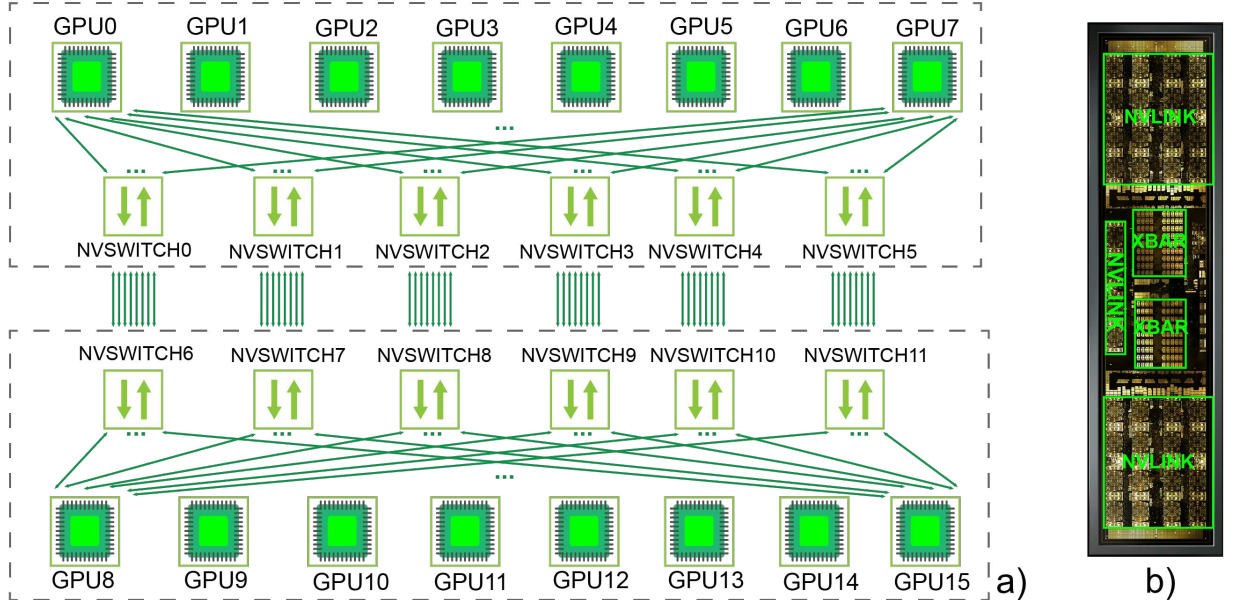 GPU0 GPU1 GPU2 GPU3 GPU4 GPU5 GPU6 GPU7
...
... ... ... ... ... ...
NVSWITCH0 NVSWITCH1 NVSWITCH2 NVSWITCH3 NVSWITCH4 NVSWITCH5
NVSWITCH6 NVSWITCH7 NVSWITCH8 NVSWITCH9 NVSWITCH10 NVSWITCH11
... ... ... ... ... ...
...
GPU8 GPU9 GPU10 GPU11 GPU12 GPU13 GPU14 GPU15
a)
NVLINK
XBAR
NVLINK
XBAR
NVLINK
b)